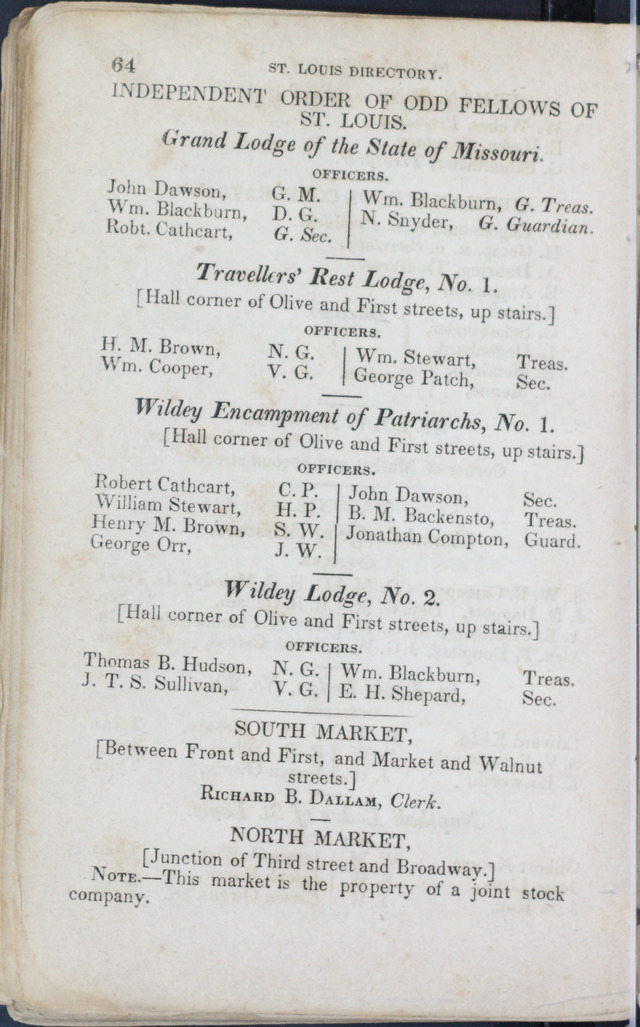 64 ST. LOUIS DIRECTORY.
INDEPENDENT ORDER OF ODD FELLOWS OF
ST. LOUIS.
Grand Lodge of the State of Missouri.
OFFICERS.
John Dawson, G. M.
Wm. Blackburn, D. G.
Robt. Cathcart, G. Sec.
Wm. Blackburn, G. Treas.
N. Snyder, G. Guardian.
Travellers' Rest Lodge, No. 1.
[Hall corner of Olive and First streets, up stairs.]
OFFICERS.
H. M. Brown, N. G.
Wm. Cooper, V. G.
Wm. Stewart, Treas.
George Patch, Sec.
Wildey Encampment of Patriarchs, No. 1.
[Hall corner of Olive and First streets, up stairs.]
OFFICERS.
Robert Cathcart, C. P.
William Stewart, H. P.
Henry M. Brown, S. W.
George Orr, J. W.
John Dawson, Sec.
B. M. Backensto, Treas.
Jonathan Compton, Guard.
Wildey Lodge, No. 2.
[Hall corner of Olive and First streets, up stairs.]
OFFICERS.
Thomas B. Hudson, N. G.
J. T. S. Sullivan, V. G.
Wm. Blackburn, Treas.
E. H. Shepard, Sec.
SOUTH MARKET,
[Between Front and First, and Market and Walnut
streets.]
RICHARD B. DALLAM, Clerk.
NORTH MARKET,
[Junction of Third street and Broadway.]
NOTE.—This market is the property of a joint stock
company.